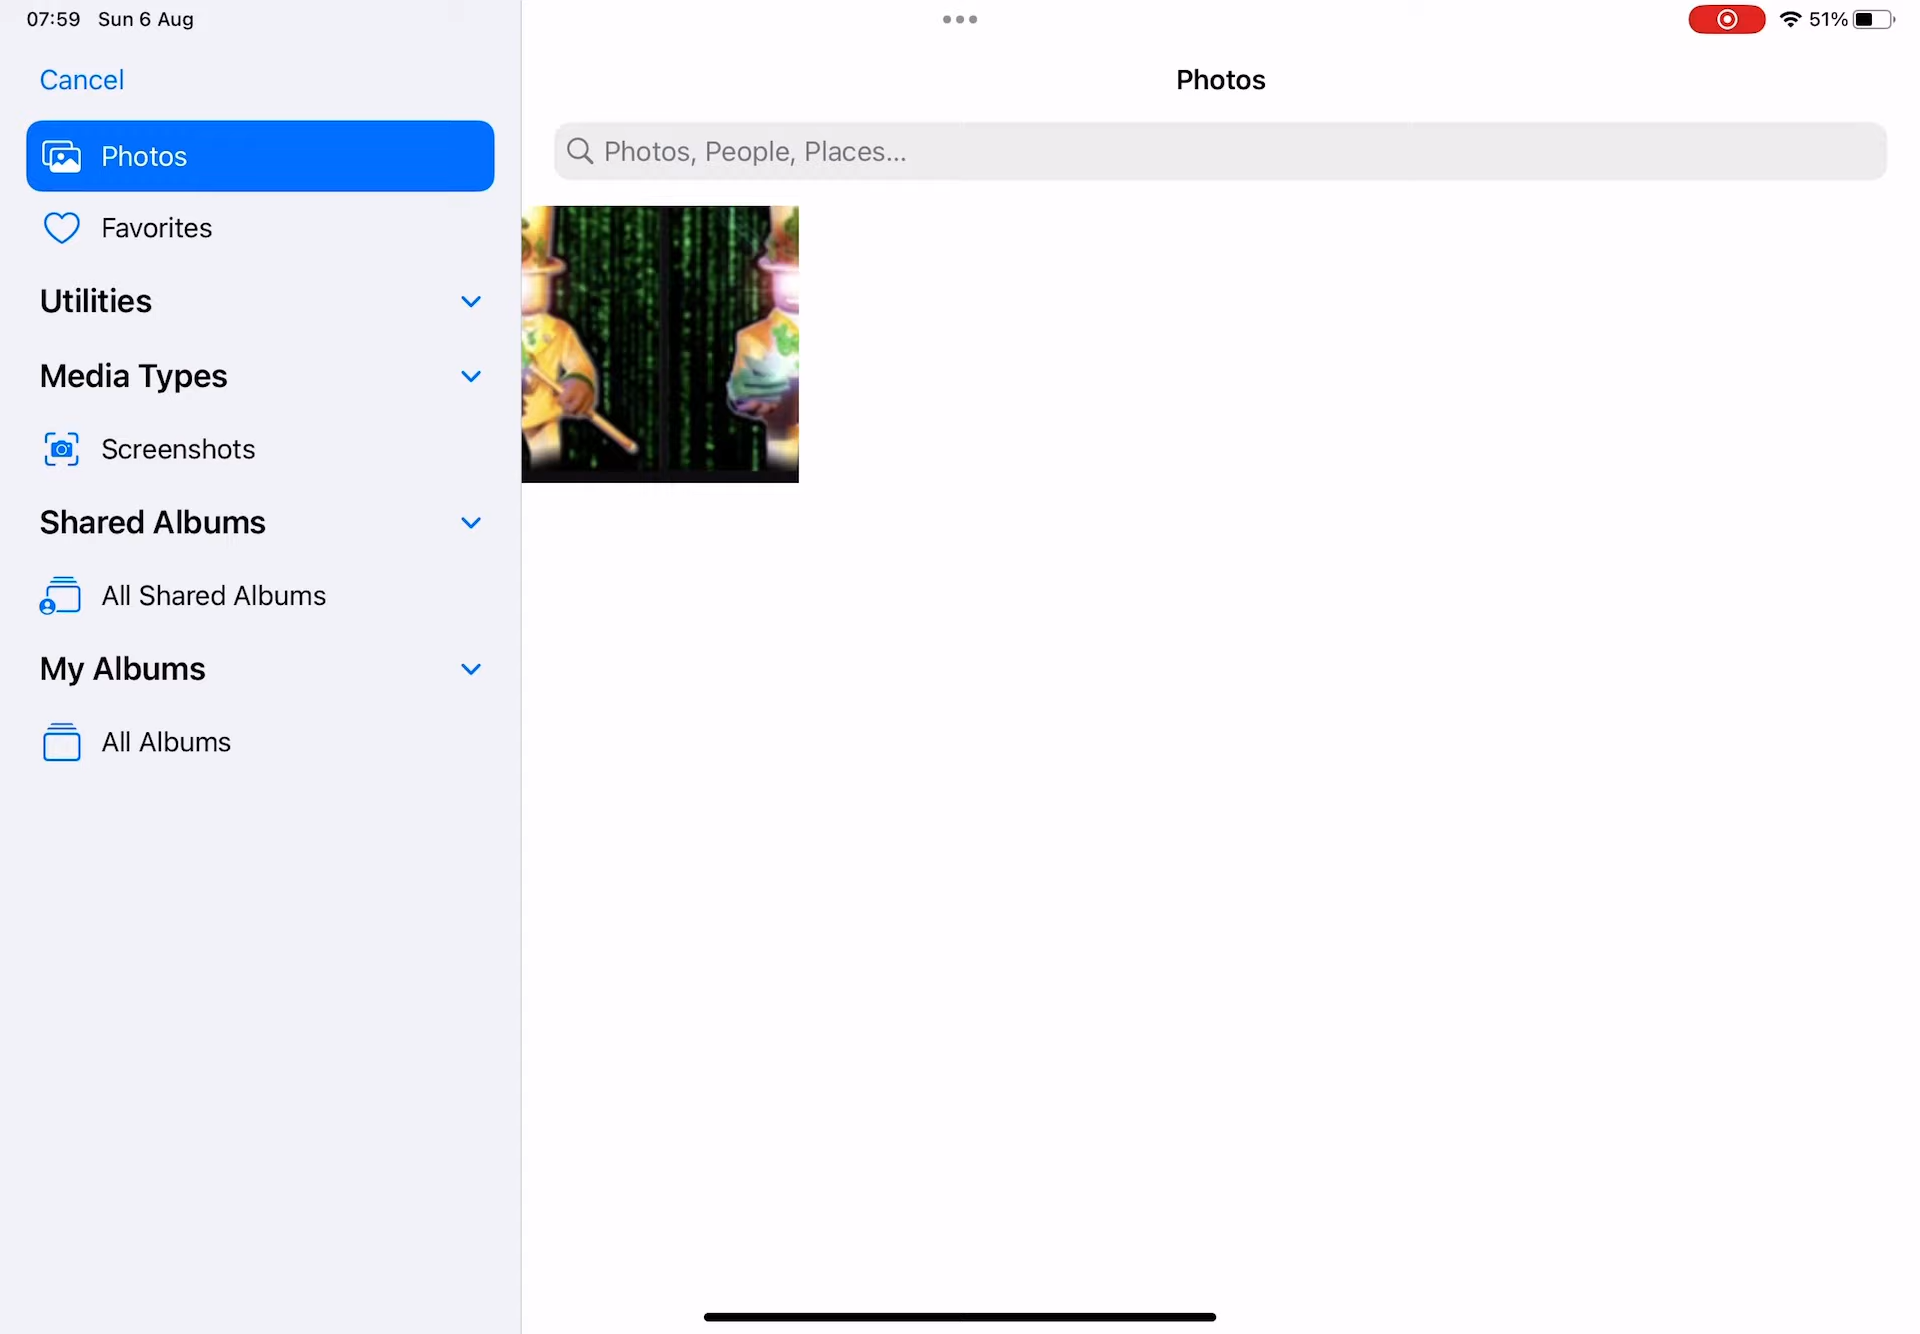 07:59 Sun 6 Aug
51%
Cancel
Photos
Favorites
Utilities
Media Types
Screenshots
Shared Albums
All Shared Albums
My Albums
All Albums
Photos
Photos, People, Places...